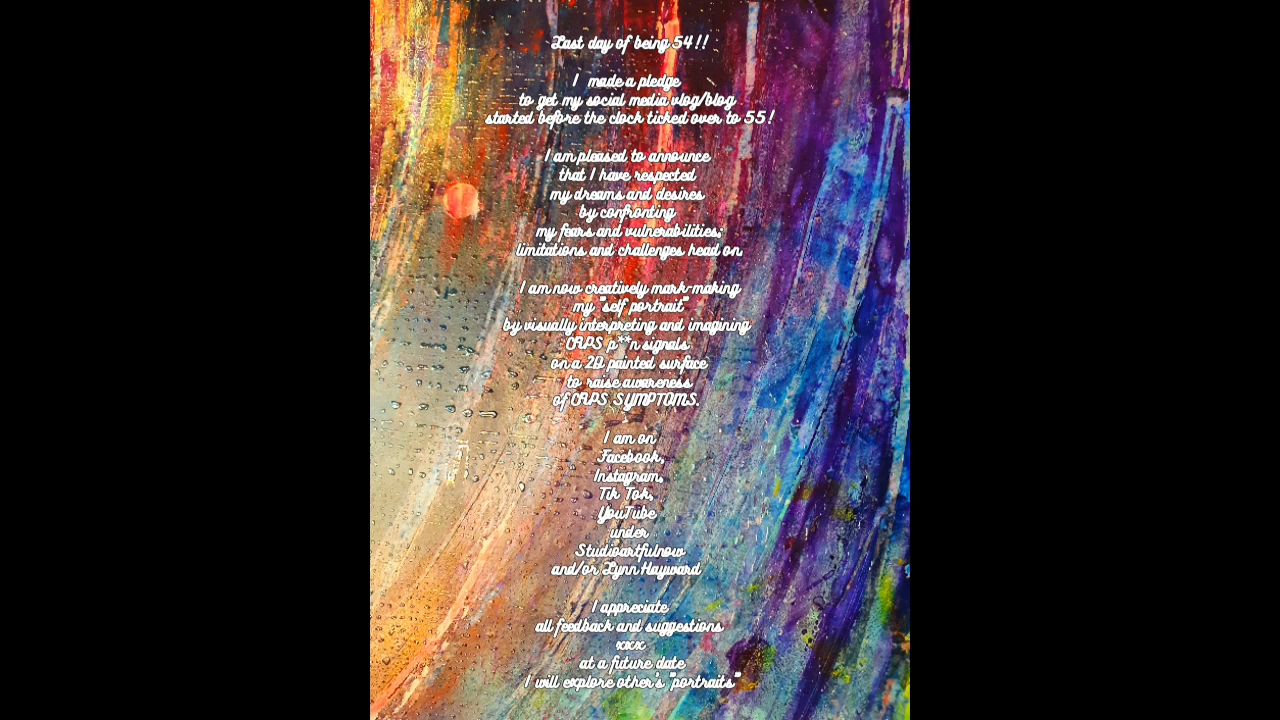 Last day of being 54!!
I made a pledge
to get my social media vlog/blog
started before the clock ticked over to 55!
I am pleased to announce
that I have respected
my dreams and desires
by confronting
my fears and vulnerabilities;
limitations and challenges head on.
I am now creatively mark-making
my "self portrait"
by visually interpreting and imagining
CRPS p**n signals
on a 2D painted surface
to raise awareness
of CRPS SYMPTOMS.
I am on
Facebook,
Instagram,
Tik Tok,
YouTube
under
Studioartfulnow
and/or Lynn Hayward
I appreciate
all feedback and suggestions
xxx
at a future date
I will explore other's "portraits"